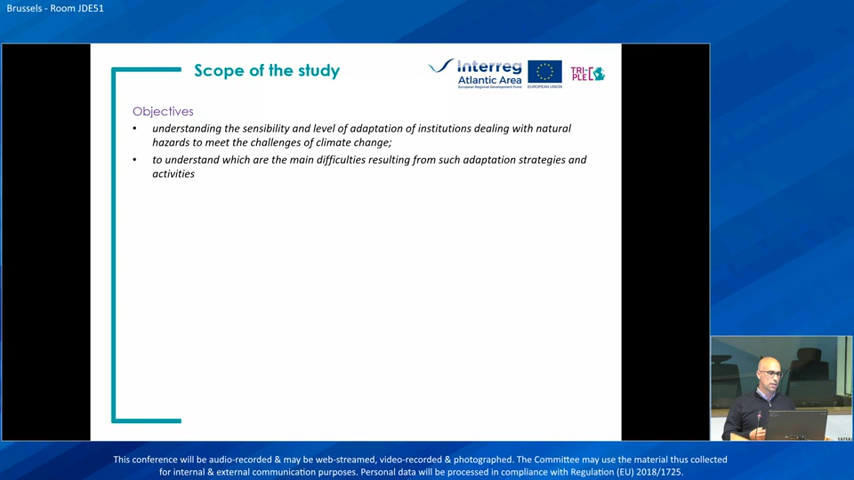 Brussels - Room JDE51
Scope of the study
Interreg
Atlantic Area
European Regional Development Fund
EUROPEAN UNION
TRI-
PLE
Objectives
• understanding the sensibility and level of adaptation of institutions dealing with natural
hazards to meet the challenges of climate change;
• to understand which are the main difficulties resulting from such adaptation strategies and
activities
This conference will be audio-recorded & may be web-streamed, video-recorded & photographed. The Committee may use the material thus collected
for internal & external communication purposes. Personal data will be processed in compliance with Regulation (EU) 2018/1725.